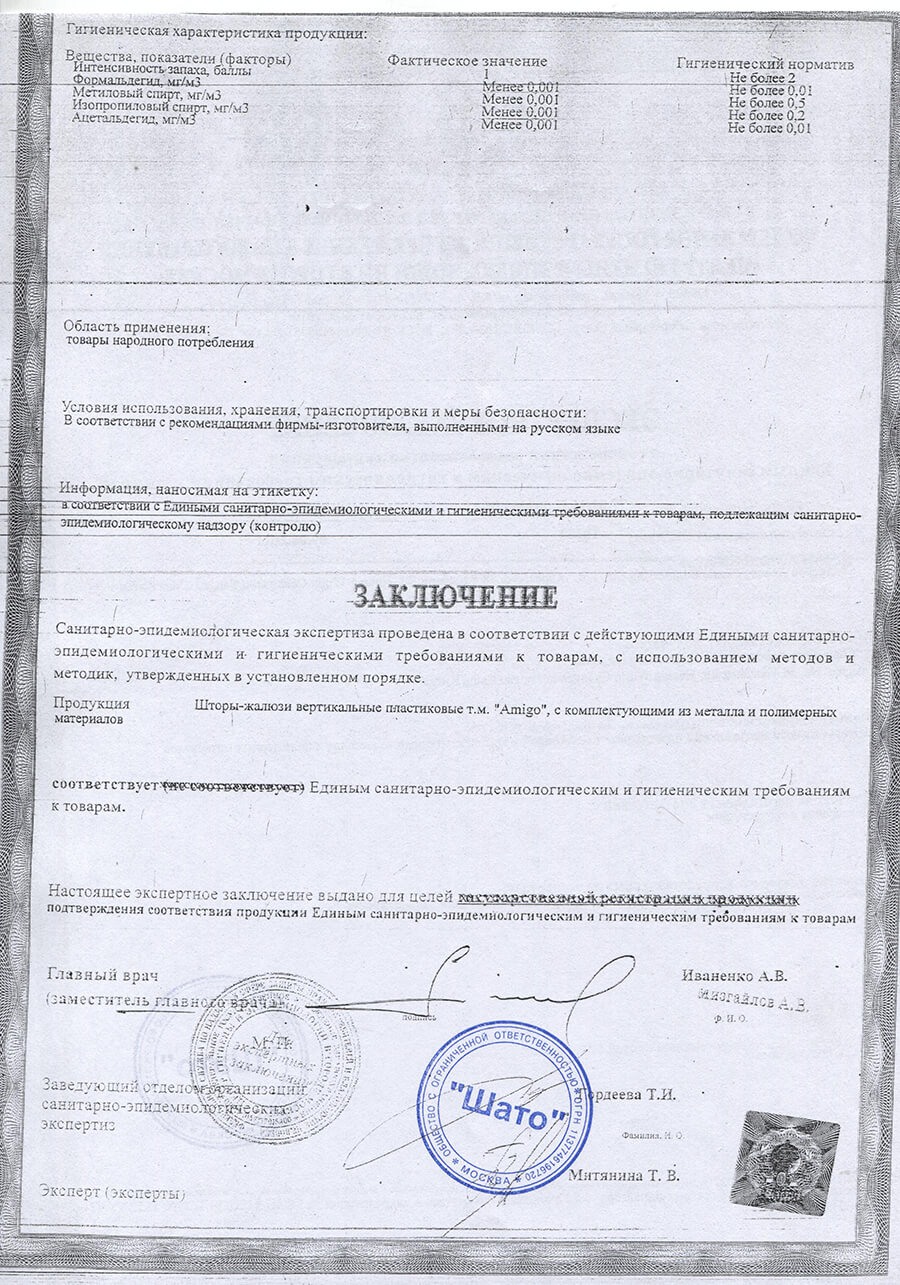 Гигиеническая характеристика продукции:
Вещества, показатели (факторы) Фактическое значение Гигиенический норматив
Интенсивность запаха, баллы 1 Не более 2
Формальдегид, мг/м3 Менее 0,001 Не более 0,01
Метиловый спирт, мг/м3 Менее 0,001 Не более 0,5
Изопропиловый спирт, мг/м3 Менее 0,001 Не более 0,2
Ацетальдегид, мг/м3 Менее 0,001 Не более 0,01
Область применения:
товары народного потребления
Условия использования, хранения, транспортировки и меры безопасности:
В соответствии с рекомендациями фирмы-изготовителя, выполненными на русском языке
Информация, наносимая на этикетку:
в соответствии с Едиными санитарно-эпидемиологическими и гигиеническими требованиями к товарам, подлежащим санитарно-
эпидемиологическому надзору (контролю)
ЗАКЛЮЧЕНИЕ
Санитарно-эпидемиологическая экспертиза проведена в соответствии с действующими Едиными санитарно-
эпидемиологическими и гигиеническими требованиями к товарам, с использованием методов и
методик, утвержденных в установленном порядке.
Продукция Шторы-жалюзи вертикальные пластиковые т.м. "Amigo", с комплектующими из металла и полимерных
материалов
соответствует (не соответствует) Единым санитарно-эпидемиологическим и гигиеническим требованиям
к товарам.
Настоящее экспертное заключение выдано для целей государственной регистрации продукции
подтверждения соответствия продукции Единым санитарно-эпидемиологическим и гигиеническим требованиям к товарам
Главный врач Иваненко А.В.
(заместитель главного врача) Мизгайлов А.В.
подпись Ф. И. О.
М.П.
экспертных
заключений
Заведующий отделом организации Гордеева Т.И.
санитарно-эпидемиологических
экспертиз
Фамилия. И. О.
ОБЩЕСТВО С ОГРАНИЧЕННОЙ ОТВЕТСТВЕННОСТЬЮ * ОГРН 1137746196720
"Шато"
* МОСКВА *
Митянина Т. В.
Эксперт (эксперты)